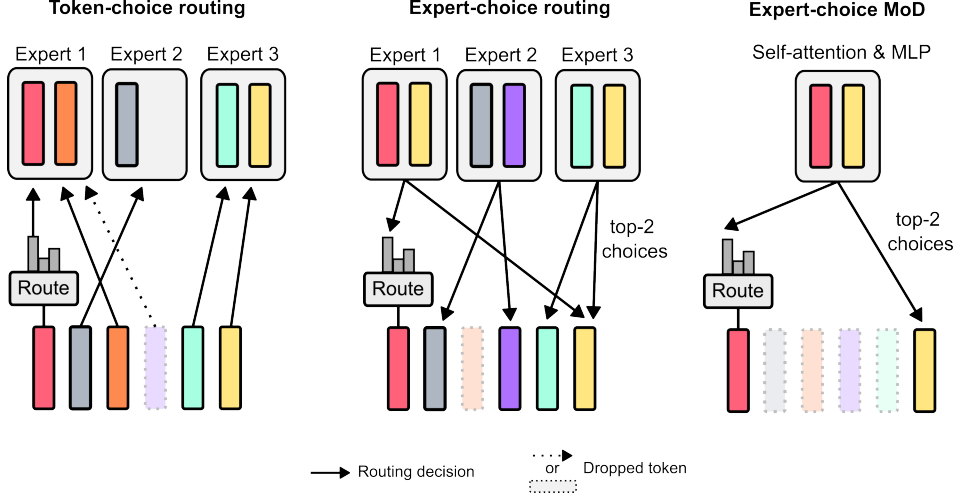 Token-choice routing
Expert 1
Expert 2
Expert 3
Route
Expert-choice routing
Expert 1
Expert 2
Expert 3
top-2
choices
Route
Expert-choice MoD
Self-attention & MLP
top-2
choices
Route
Routing decision
or
Dropped token